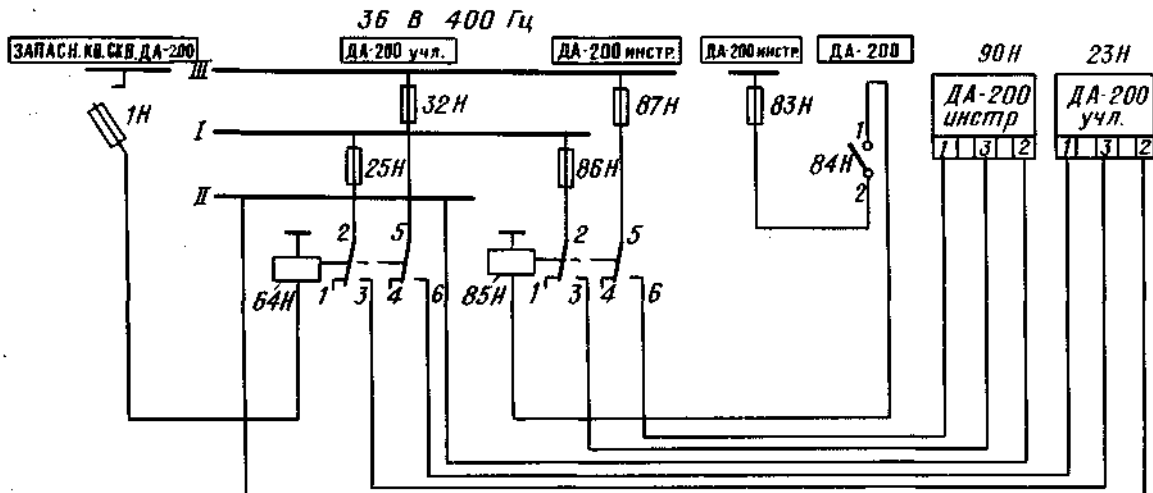 36 В 400 Гц
ЗАПАСН. КВ. СКВ. ДА-200
ДА-200 учл.
ДА-200 инстр.
ДА-200 инстр.
ДА-200
90Н
23Н
III
1Н
32Н
87Н
83Н
ДА-200 инстр
ДА-200 учл.
I
1
1 3 2
1 3 2
25Н
86Н
84Н
II
2
2 5
2 5
64Н
1 3 4 6
85Н
1 3 4 6